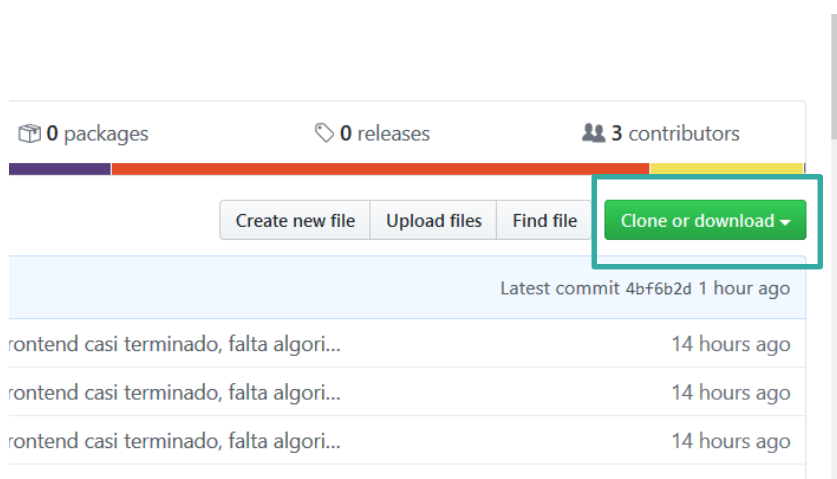 0 packages 0 releases 3 contributors
Create new file Upload files Find file Clone or download
Latest commit 4bf6b2d 1 hour ago
rontend casi terminado, falta algori... 14 hours ago
rontend casi terminado, falta algori... 14 hours ago
rontend casi terminado, falta algori... 14 hours ago